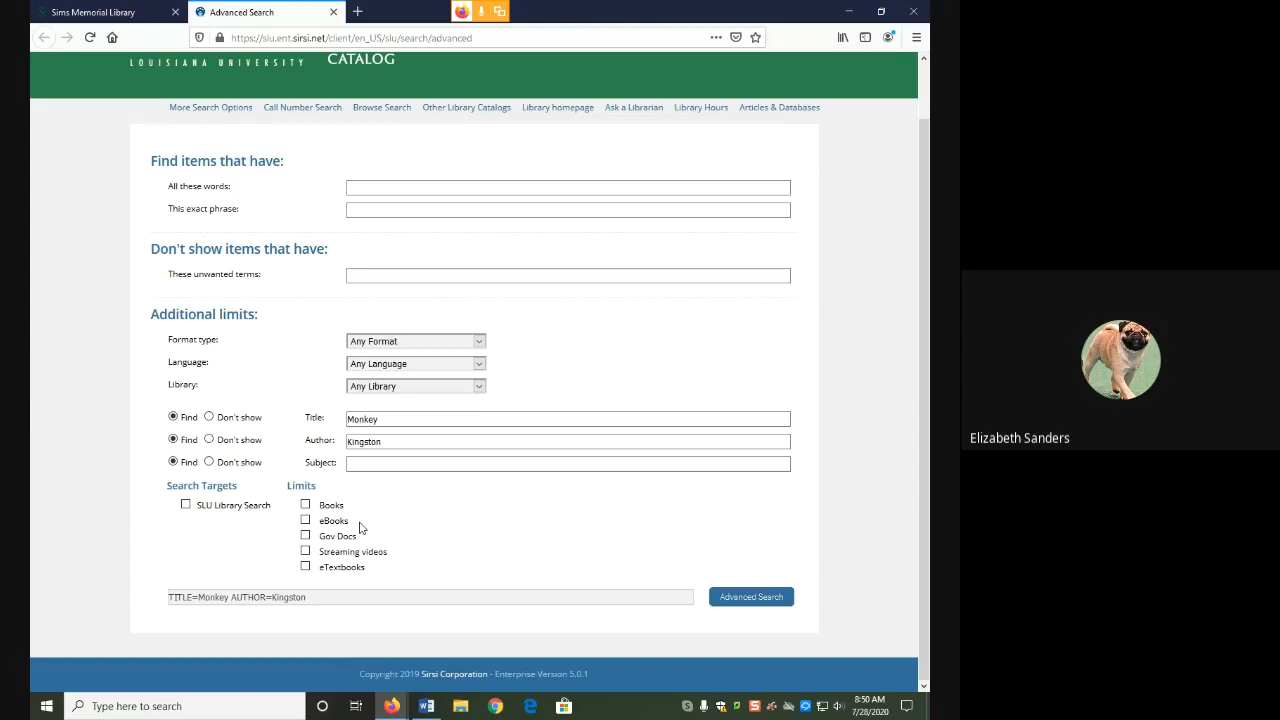 Sims Memorial Library
Advanced Search
https://slu.ent.sirsi.net/client/en_US/slu/search/advanced
LOUISIANA UNIVERSITY CATALOG
More Search Options Call Number Search Browse Search Other Library Catalogs Library homepage Ask a Librarian Library Hours Articles & Databases
Find items that have:
All these words:
This exact phrase:
Don't show items that have:
These unwanted terms:
Additional limits:
Format type: Any Format
Language: Any Language
Library: Any Library
Find Don't show Title: Monkey
Find Don't show Author: Kingston
Find Don't show Subject:
Search Targets Limits
SLU Library Search Books
eBooks
Gov Docs
Streaming videos
eTextbooks
TITLE=Monkey AUTHOR=Kingston Advanced Search
Copyright 2019 Sirsi Corporation - Enterprise Version 5.0.1
Type here to search
8:50 AM
7/28/2020
Elizabeth Sanders